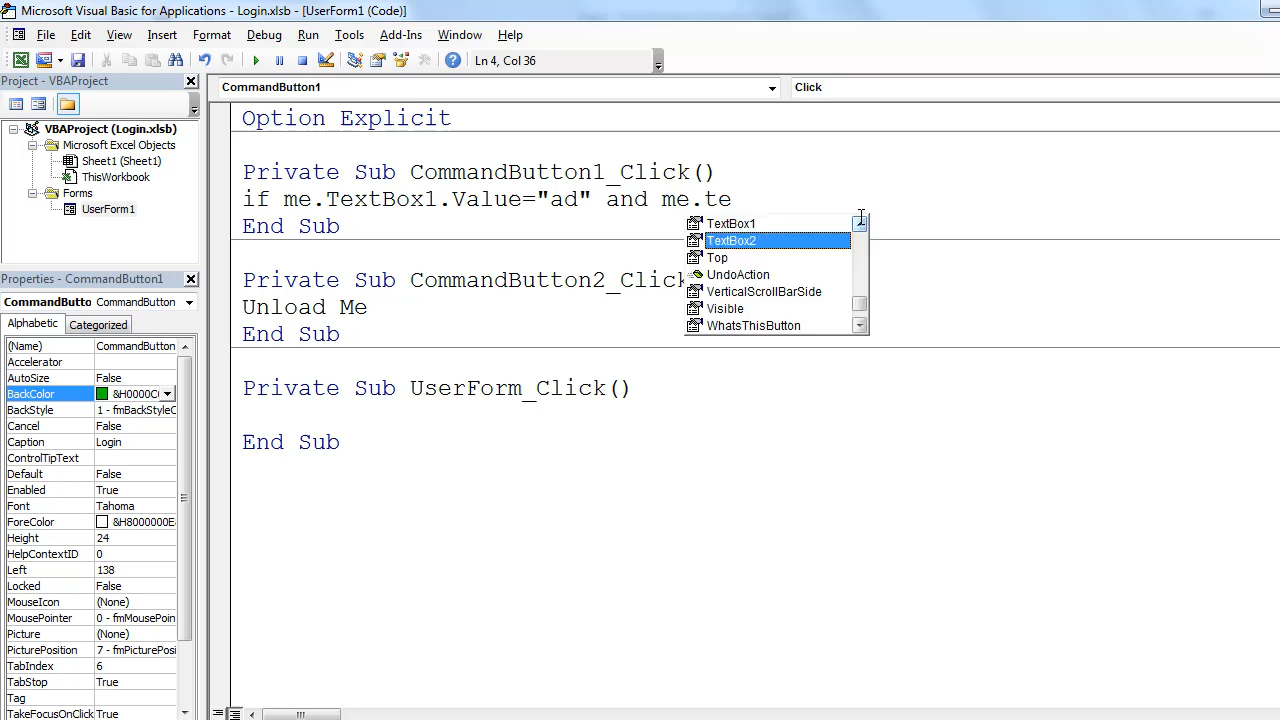 Microsoft Visual Basic for Applications - Login.xlsb - [UserForm1 (Code)]
File Edit View Insert Format Debug Run Tools Add-Ins Window Help
Ln 4, Col 36
Project - VBAProject
VBAProject (Login.xlsb)
Microsoft Excel Objects
Sheet1 (Sheet1)
ThisWorkbook
Forms
UserForm1
CommandButton1
Click
Option Explicit
Private Sub CommandButton1_Click()
if me.TextBox1.Value="ad" and me.te
End Sub
TextBox1
TextBox2
Top
UndoAction
VerticalScrollBarSide
Visible
WhatsThisButton
Private Sub CommandButton2_Click
Unload Me
End Sub
Private Sub UserForm_Click()
End Sub
Properties - CommandButton1
CommandButto CommandButton
Alphabetic Categorized
(Name) CommandButton
Accelerator
AutoSize False
BackColor &H0000C
BackStyle 1 - fmBackStyleO
Cancel False
Caption Login
ControlTipText
Default False
Enabled True
Font Tahoma
ForeColor &H8000000E
Height 24
HelpContextID 0
Left 138
Locked False
MouseIcon (None)
MousePointer 0 - fmMousePoin
Picture (None)
PicturePosition 7 - fmPicturePosi
TabIndex 6
TabStop True
Tag
TakeFocusOnClick True